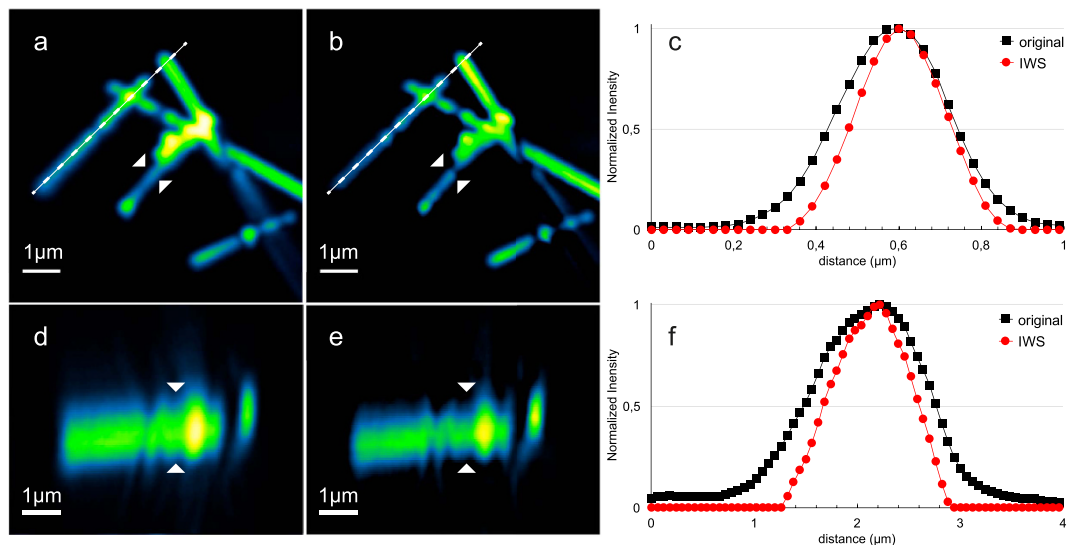 a
1μm
b
1μm
c
original
IWS
Normalized Inensity
1
0,5
0
0
0,2
0,4
0,6
0,8
1
distance (μm)
d
1μm
e
1μm
f
original
IWS
Normalized Inensity
1
0,5
0
0
1
2
3
4
distance (μm)